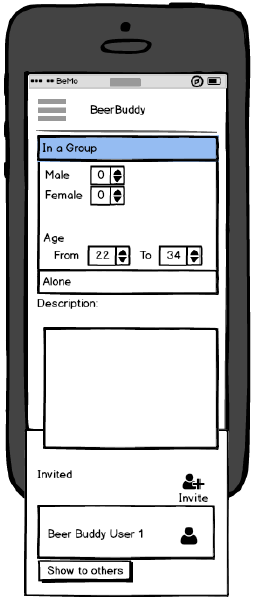 BeMo
BeerBuddy
In a Group
Male 0
Female 0
Age
From 22 To 34
Alone
Description:
Invited
Invite
Beer Buddy User 1
Show to others